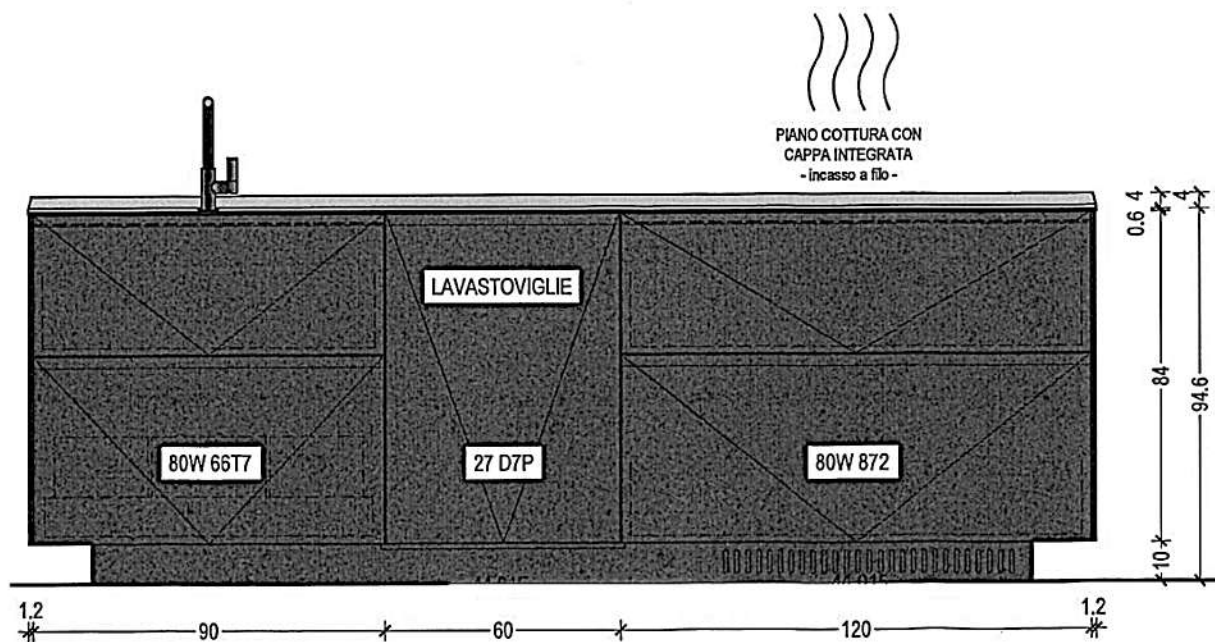 PIANO COTTURA CON
CAPPA INTEGRATA
- incasso a filo -
4
4
0.6
LAVASTOVIGLIE
84
94.6
80W 66T7
27 D7P
80W 872
10
1.2
90
60
120
1.2